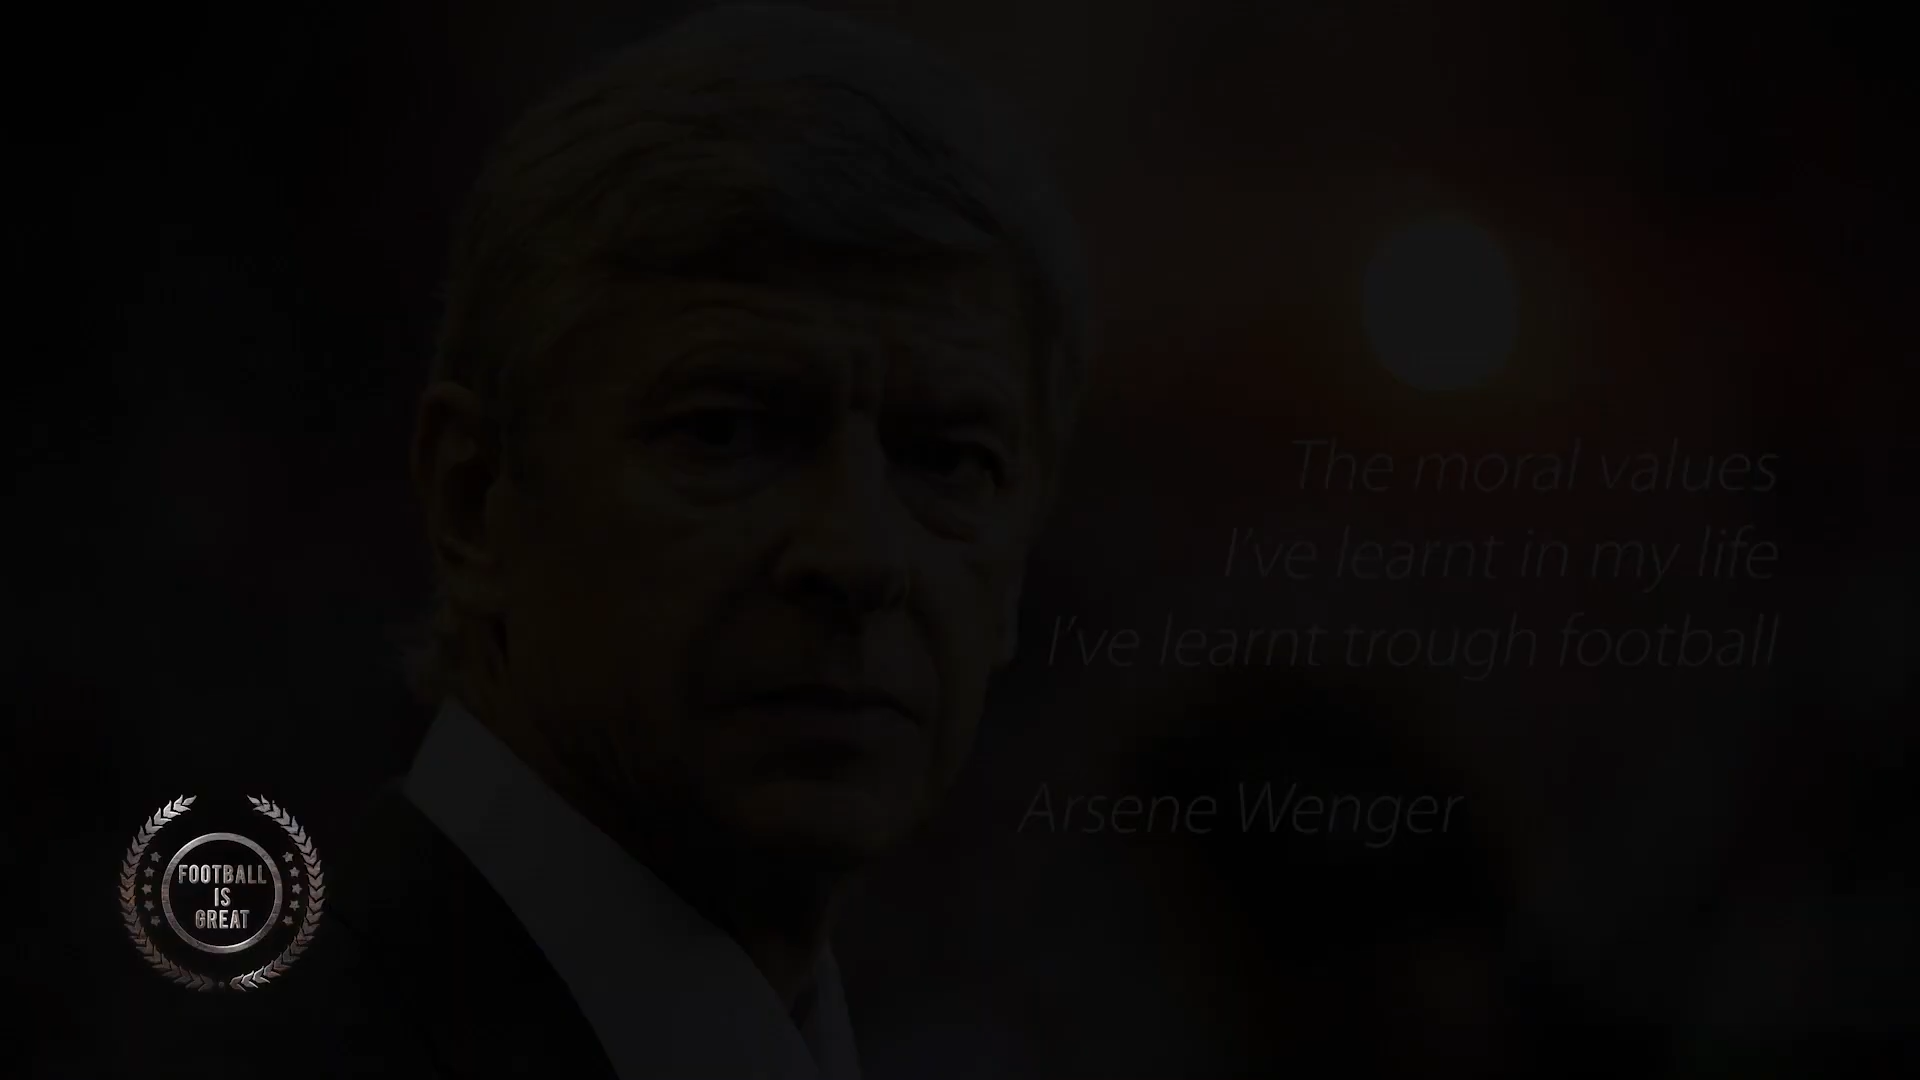 The moral values
I've learnt in my life
I've learnt trough football
Arsene Wenger
FOOTBALL
IS
GREAT